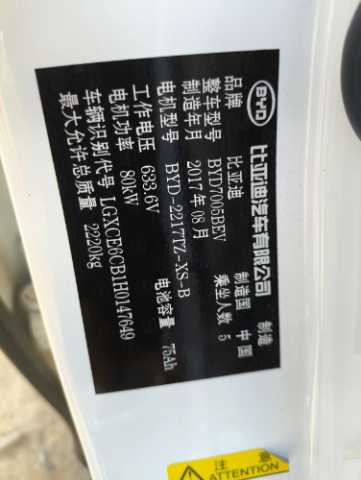 BYD 比亚迪汽车有限公司 制造
品牌 比亚迪 制造国 中国
整车型号 BYD7005BEV 乘坐人数 5
制造年月 2017年08月
电机型号 BYD-2217TZ-XS-B 电池容量 75Ah
工作电压 633.6V
电机功率 80kW
车辆识别代号 LGXCE6CB1H0147649
最大允许总质量 2220kg
注 意
ATTENTION